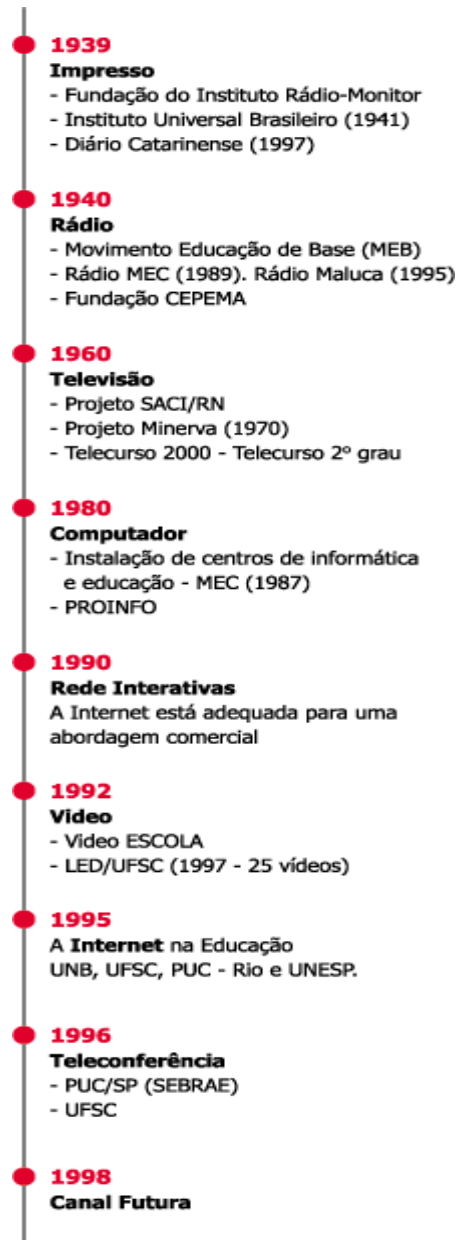 1939
Impresso
- Fundação do Instituto Rádio-Monitor
- Instituto Universal Brasileiro (1941)
- Diário Catarinense (1997)
1940
Rádio
- Movimento Educação de Base (MEB)
- Rádio MEC (1989). Rádio Maluca (1995)
- Fundação CEPEMA
1960
Televisão
- Projeto SACI/RN
- Projeto Minerva (1970)
- Telecurso 2000 - Telecurso 2º grau
1980
Computador
- Instalação de centros de informática
e educação - MEC (1987)
- PROINFO
1990
Rede Interativas
A Internet está adequada para uma
abordagem comercial
1992
Video
- Video ESCOLA
- LED/UFSC (1997 - 25 vídeos)
1995
A Internet na Educação
UNB, UFSC, PUC - Rio e UNESP.
1996
Teleconferência
- PUC/SP (SEBRAE)
- UFSC
1998
Canal Futura